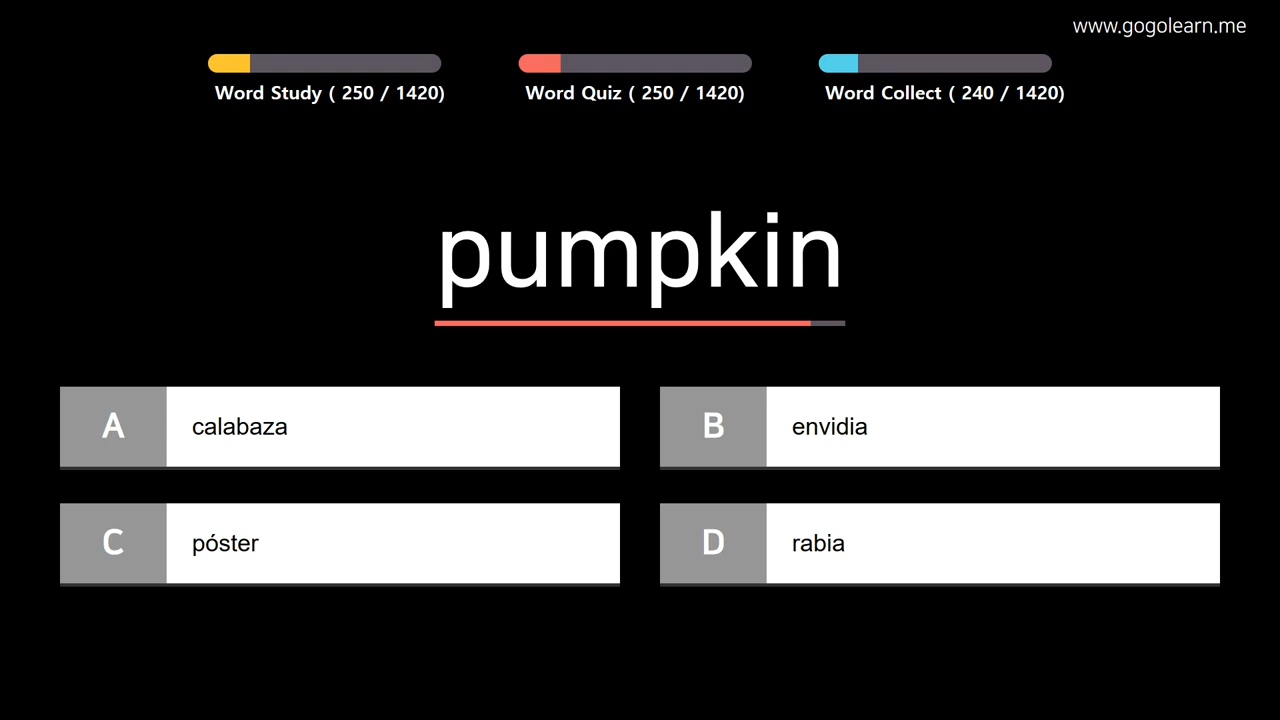 www.gogolearn.me
Word Study ( 250 / 1420)
Word Quiz ( 250 / 1420)
Word Collect ( 240 / 1420)
pumpkin
A calabaza
B envidia
C póster
D rabia